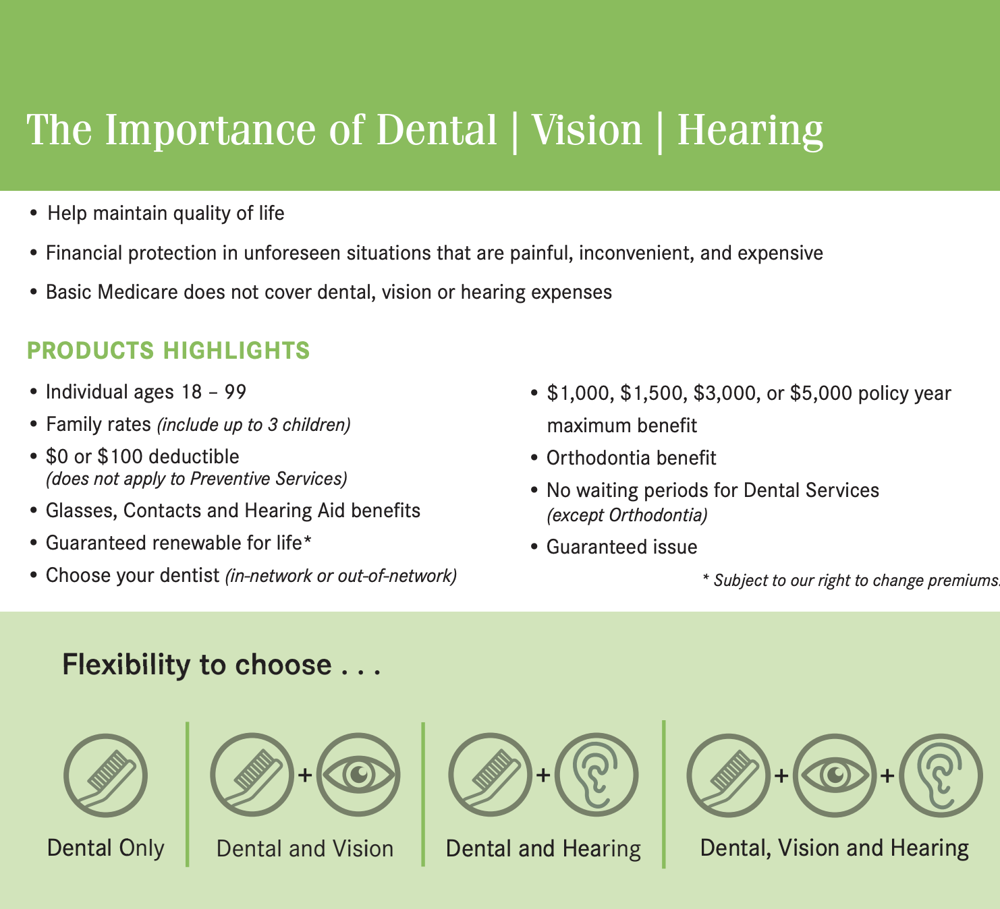 The Importance of Dental | Vision | Hearing
• Help maintain quality of life
• Financial protection in unforeseen situations that are painful, inconvenient, and expensive
• Basic Medicare does not cover dental, vision or hearing expenses
PRODUCTS HIGHLIGHTS
• Individual ages 18 – 99
• Family rates (include up to 3 children)
• $0 or $100 deductible
(does not apply to Preventive Services)
• Glasses, Contacts and Hearing Aid benefits
• Guaranteed renewable for life*
• Choose your dentist (in-network or out-of-network)
• $1,000, $1,500, $3,000, or $5,000 policy year
maximum benefit
• Orthodontia benefit
• No waiting periods for Dental Services
(except Orthodontia)
• Guaranteed issue
* Subject to our right to change premiums.
Flexibility to choose . . .
+
+
+ +
Dental Only
Dental and Vision
Dental and Hearing
Dental, Vision and Hearing